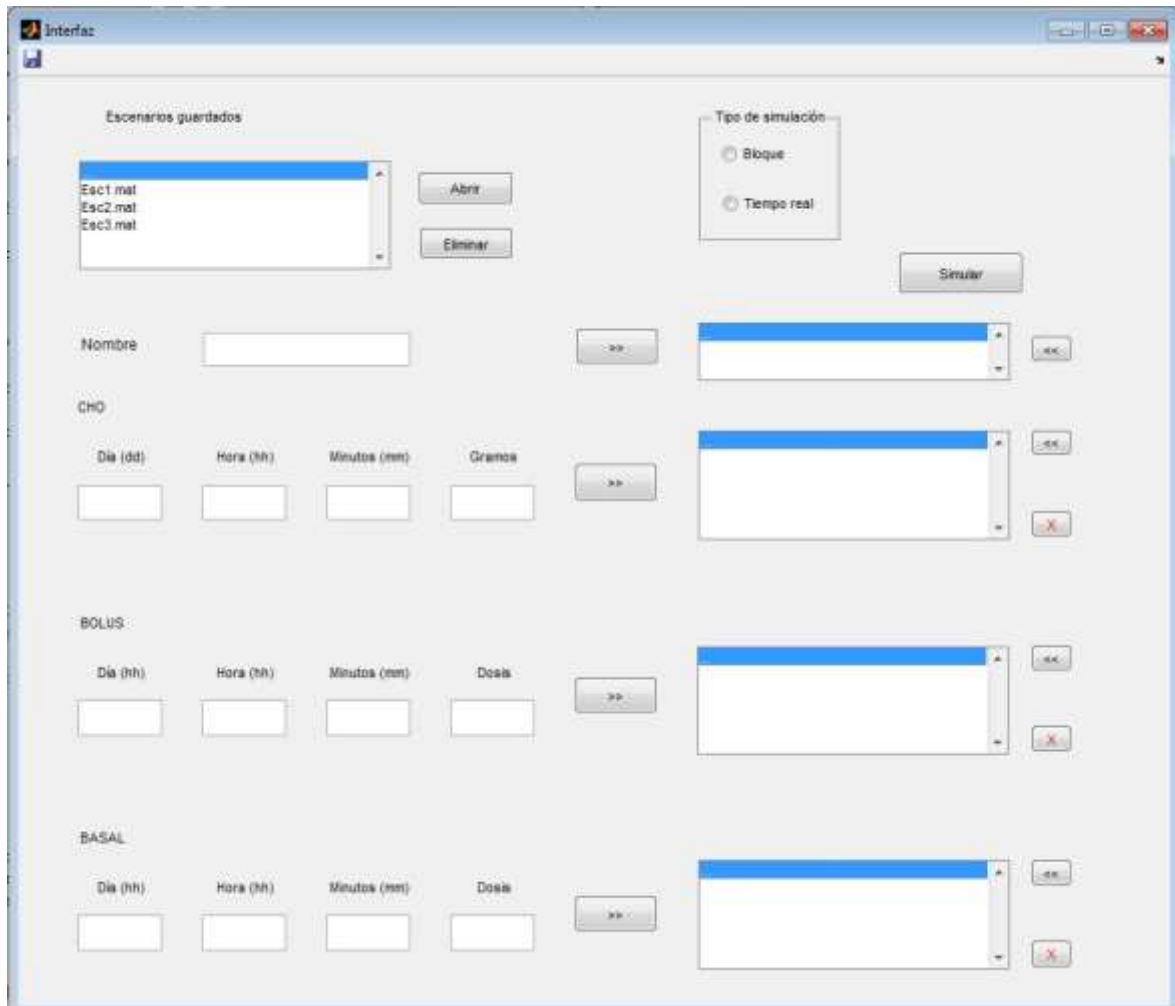 Interfaz
Escenarios guardados
Tipo de simulación
Bloque
Esc1.mat
Abrir
Esc2.mat
Tiempo real
Esc3.mat
Eliminar
Simular
Nombre
>>
<<
CHO
Día (dd) Hora (hh) Minutos (mm) Gramos
>>
<<
X
BOLUS
Día (hh) Hora (hh) Minutos (mm) Dosis
>>
<<
X
BASAL
Día (hh) Hora (hh) Minutos (mm) Dosis
>>
<<
X